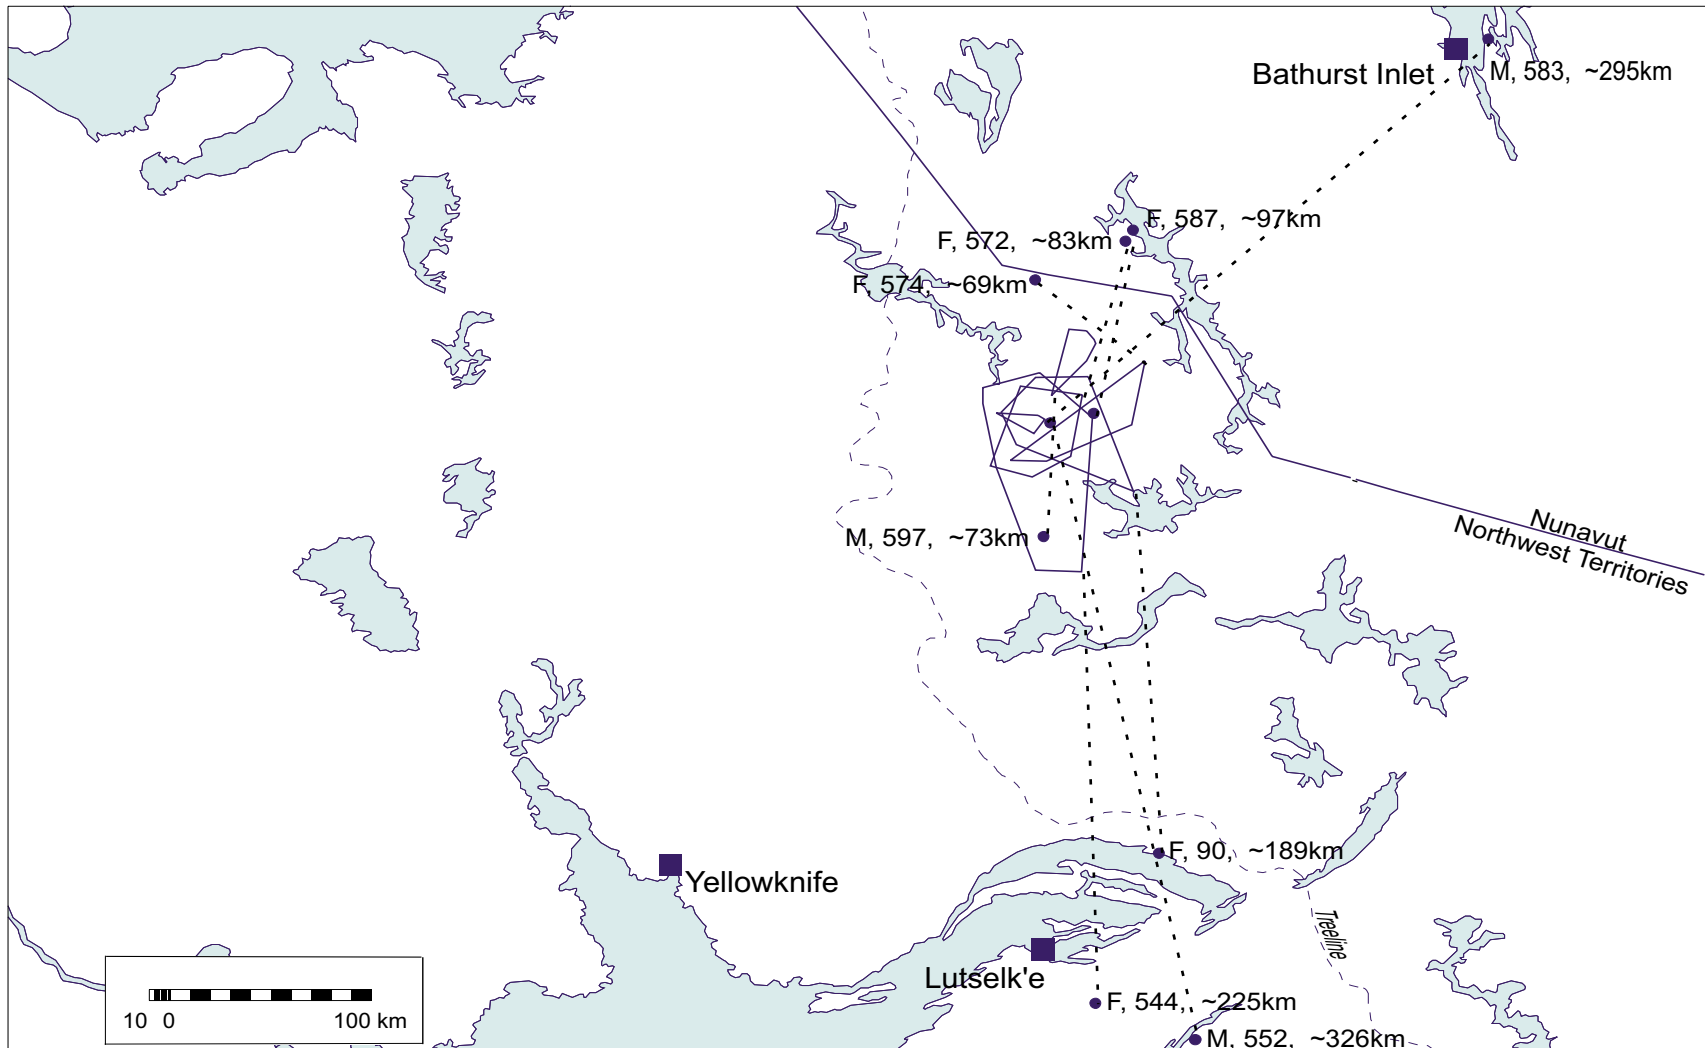 Bathurst Inlet
M, 583, ~295km
F, 587, ~97km
F, 572, ~83km
F, 574, ~69km
M, 597, ~73km
Nunavut
Northwest Territories
F, 90, ~189km
Yellowknife
Treeline
Lutselk'e
F, 544, ~225km
10 0 100 km
M, 552, ~326km